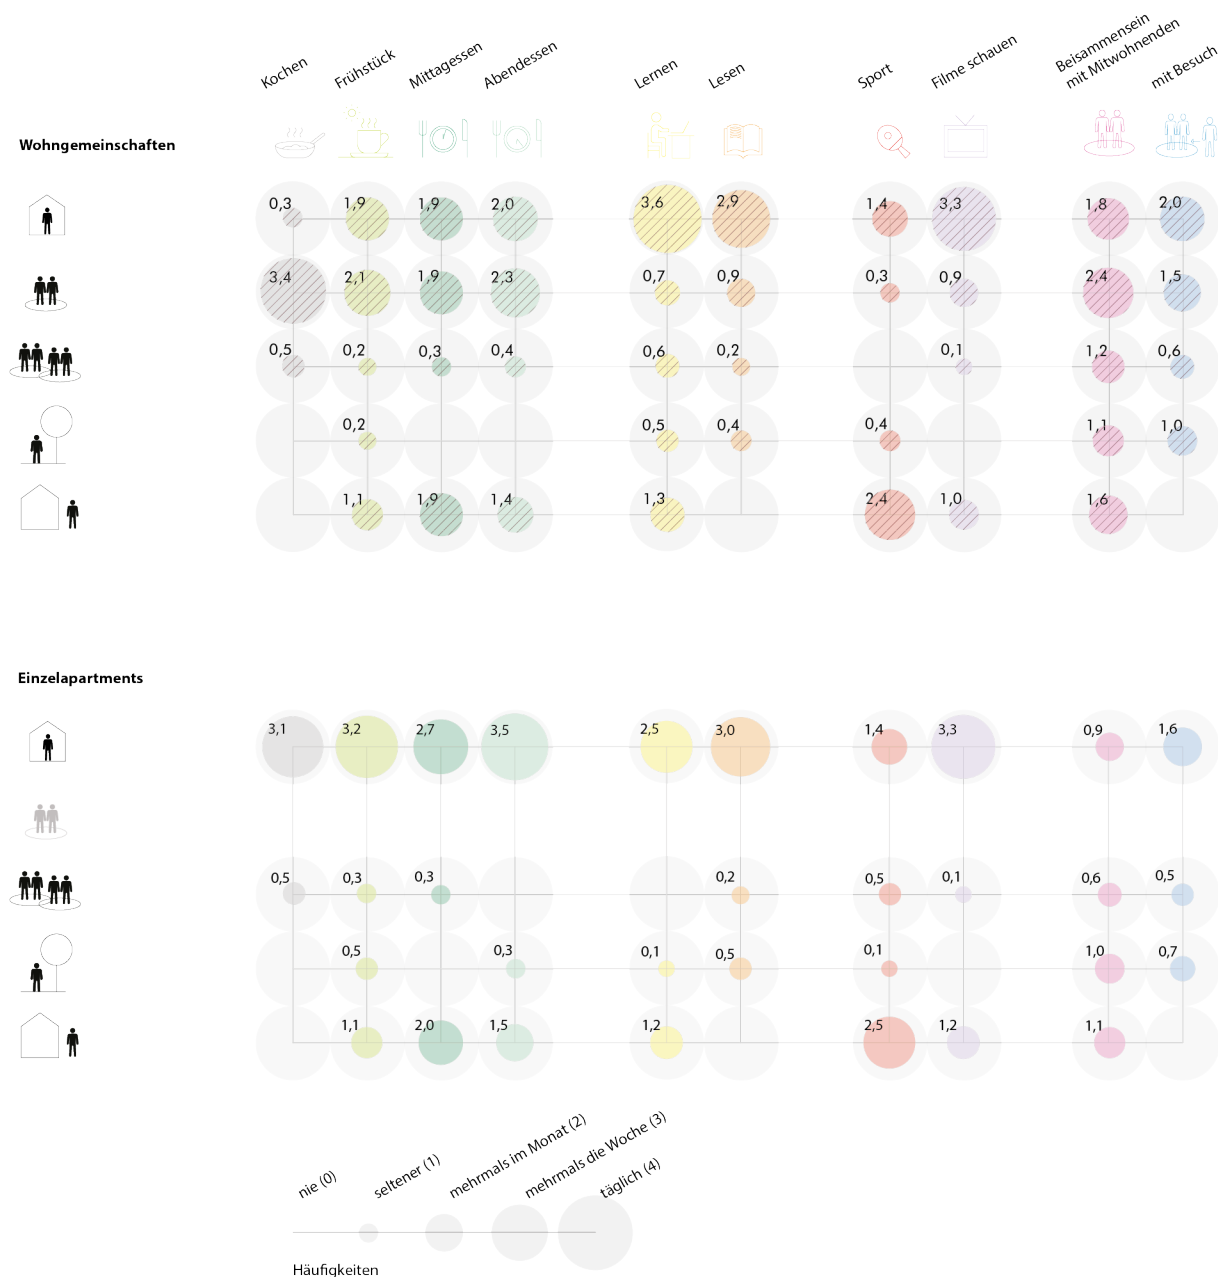 Kochen
Frühstück
Mittagessen
Abendessen
Lernen
Lesen
Sport
Filme schauen
Beisammensein
mit Mitwohnenden
mit Besuch
Wohngemeinschaften
0,3 1,9 1,9 2,0 3,6 2,9 1,4 3,3 1,8 2,0
3,4 2,1 1,9 2,3 0,7 0,9 0,3 0,9 2,4 1,5
0,5 0,2 0,3 0,4 0,6 0,2 0,1 1,2 0,6
0,2 0,5 0,4 0,4 1,1 1,0
1,1 1,9 1,4 1,3 2,4 1,0 1,6
Einzelapartments
3,1 3,2 2,7 3,5 2,5 3,0 1,4 3,3 0,9 1,6
0,5 0,3 0,3 0,2 0,5 0,1 0,6 0,5
0,5 0,3 0,1 0,5 0,1 1,0 0,7
1,1 2,0 1,5 1,2 2,5 1,2 1,1
nie (0)
seltener (1)
mehrmals im Monat (2)
mehrmals die Woche (3)
täglich (4)
Häufigkeiten